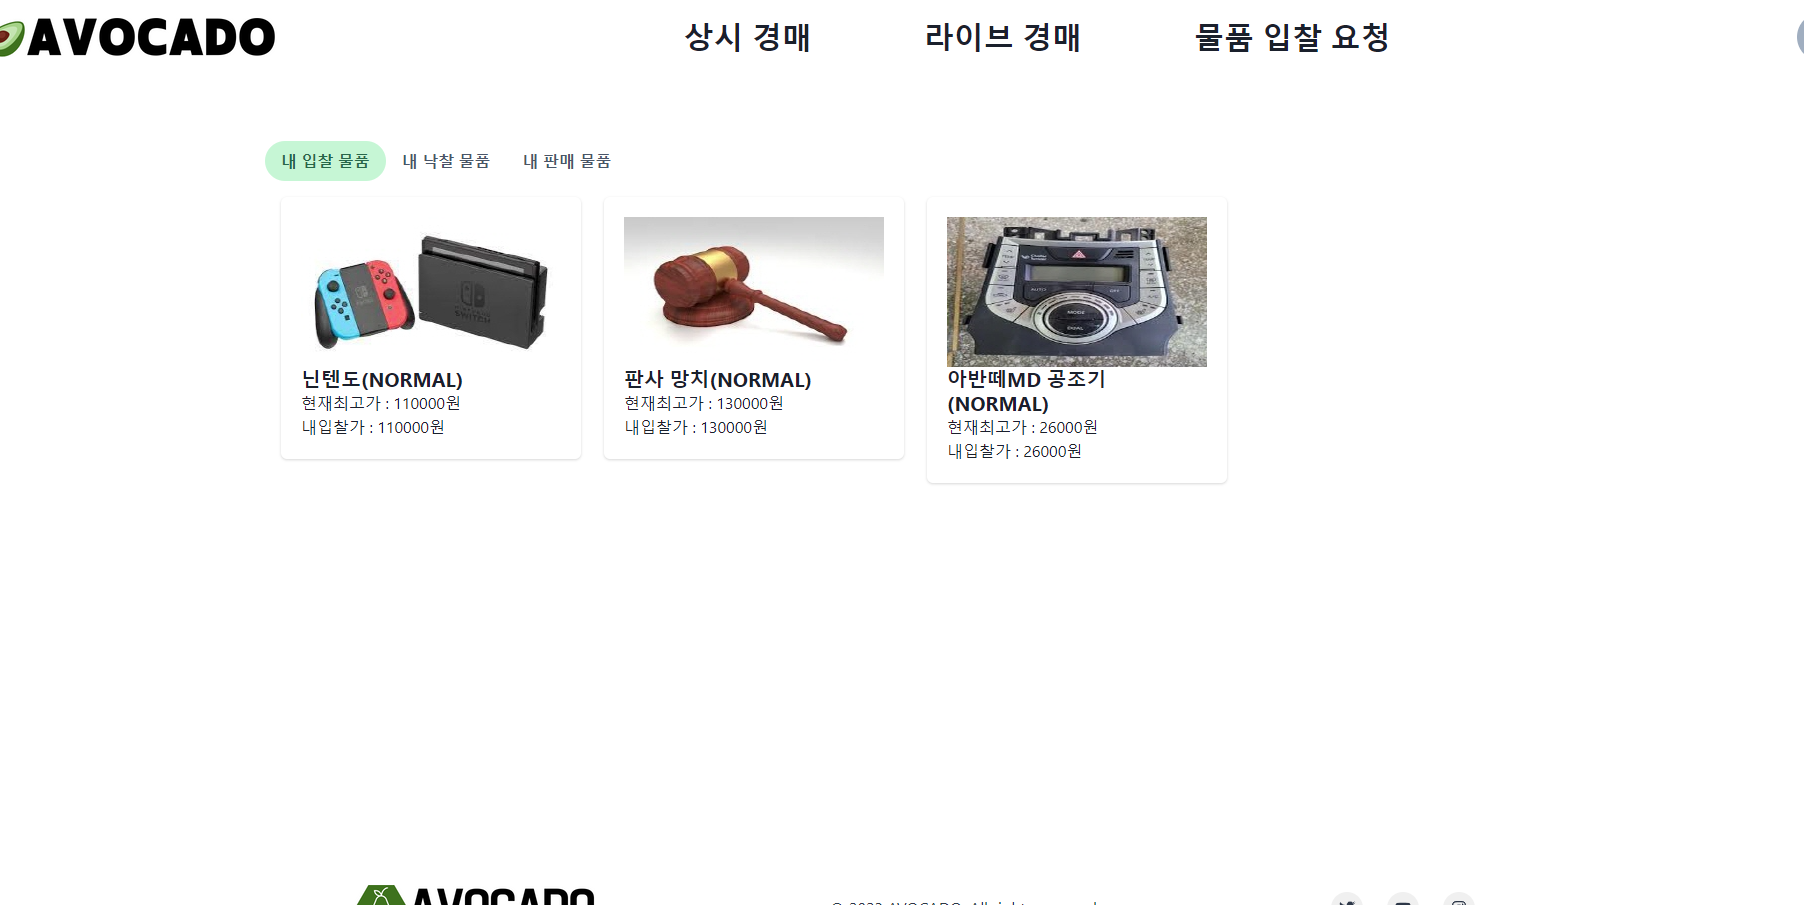 AVOCADO
상시 경매
라이브 경매
물품 입찰 요청
내 입찰 물품
내 낙찰 물품
내 판매 물품
닌텐도(NORMAL)
현재최고가 : 110000원
내입찰가 : 110000원
판사 망치(NORMAL)
현재최고가 : 130000원
내입찰가 : 130000원
AUTO
OFF
MODE
DUAL
아반떼MD 공조기
(NORMAL)
현재최고가 : 26000원
내입찰가 : 26000원
AVOCADO